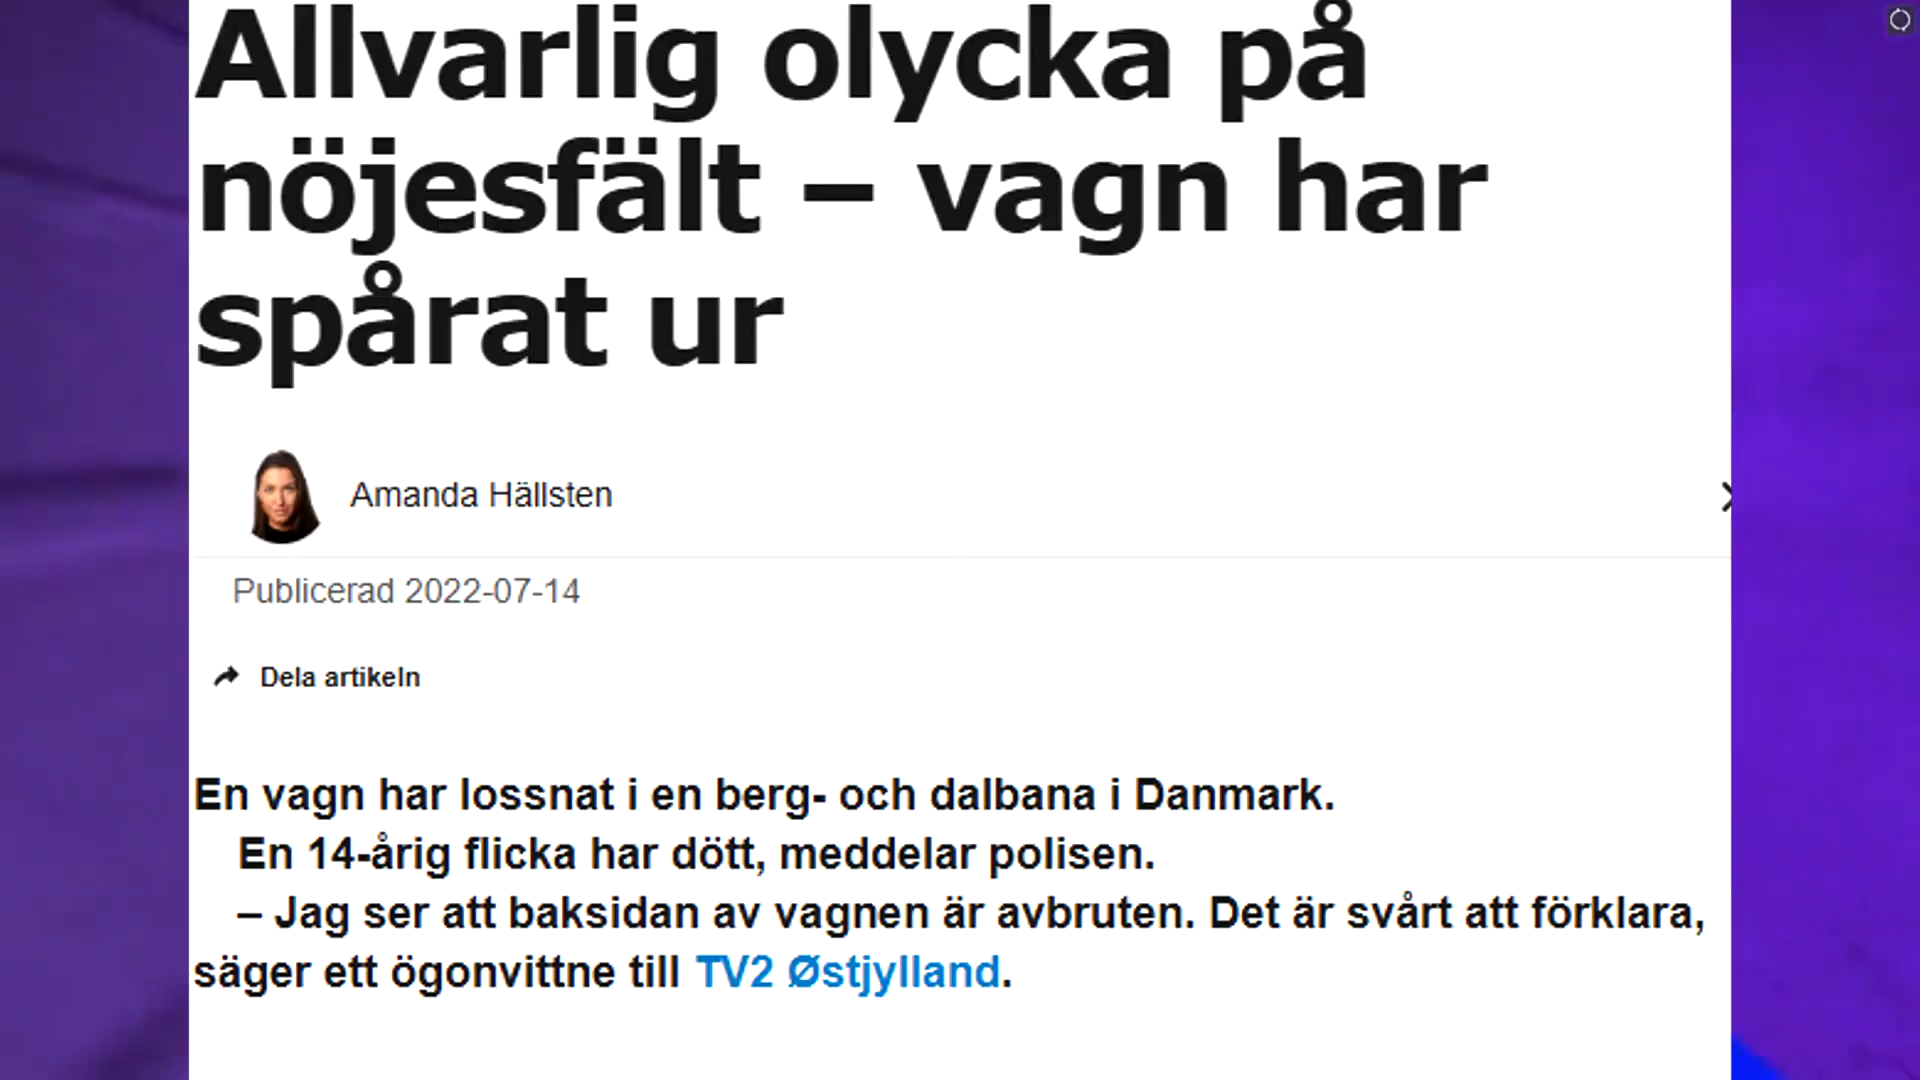 Allvarlig olycka på
nöjesfält – vagn har
spårat ur
Amanda Hällsten
Publicerad 2022-07-14
Dela artikeln
En vagn har lossnat i en berg- och dalbana i Danmark.
En 14-årig flicka har dött, meddelar polisen.
– Jag ser att baksidan av vagnen är avbruten. Det är svårt att förklara,
säger ett ögonvittne till TV2 Østjylland.